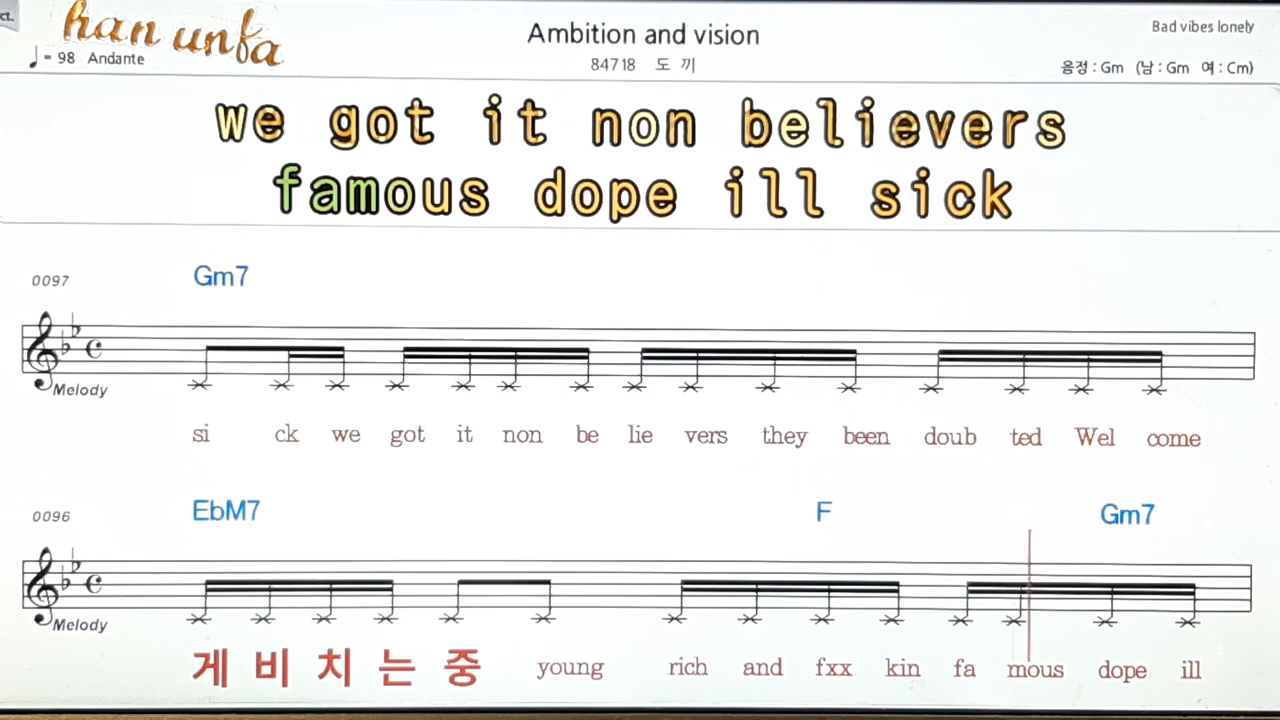 CL
han unfa
Ambition and vision
Bad vibes lonely
♩= 98 Andante
84718 도 끼
음정 : Gm (남 : Gm 여 : Cm)
we got it non believers
famous dope ill sick
0097
Gm7
Melody
si ck we got it non be lie vers they been doub ted Wel come
0096
EbM7 F Gm7
Melody
게 비 치 는 중 young rich and fxx kin fa mous dope ill